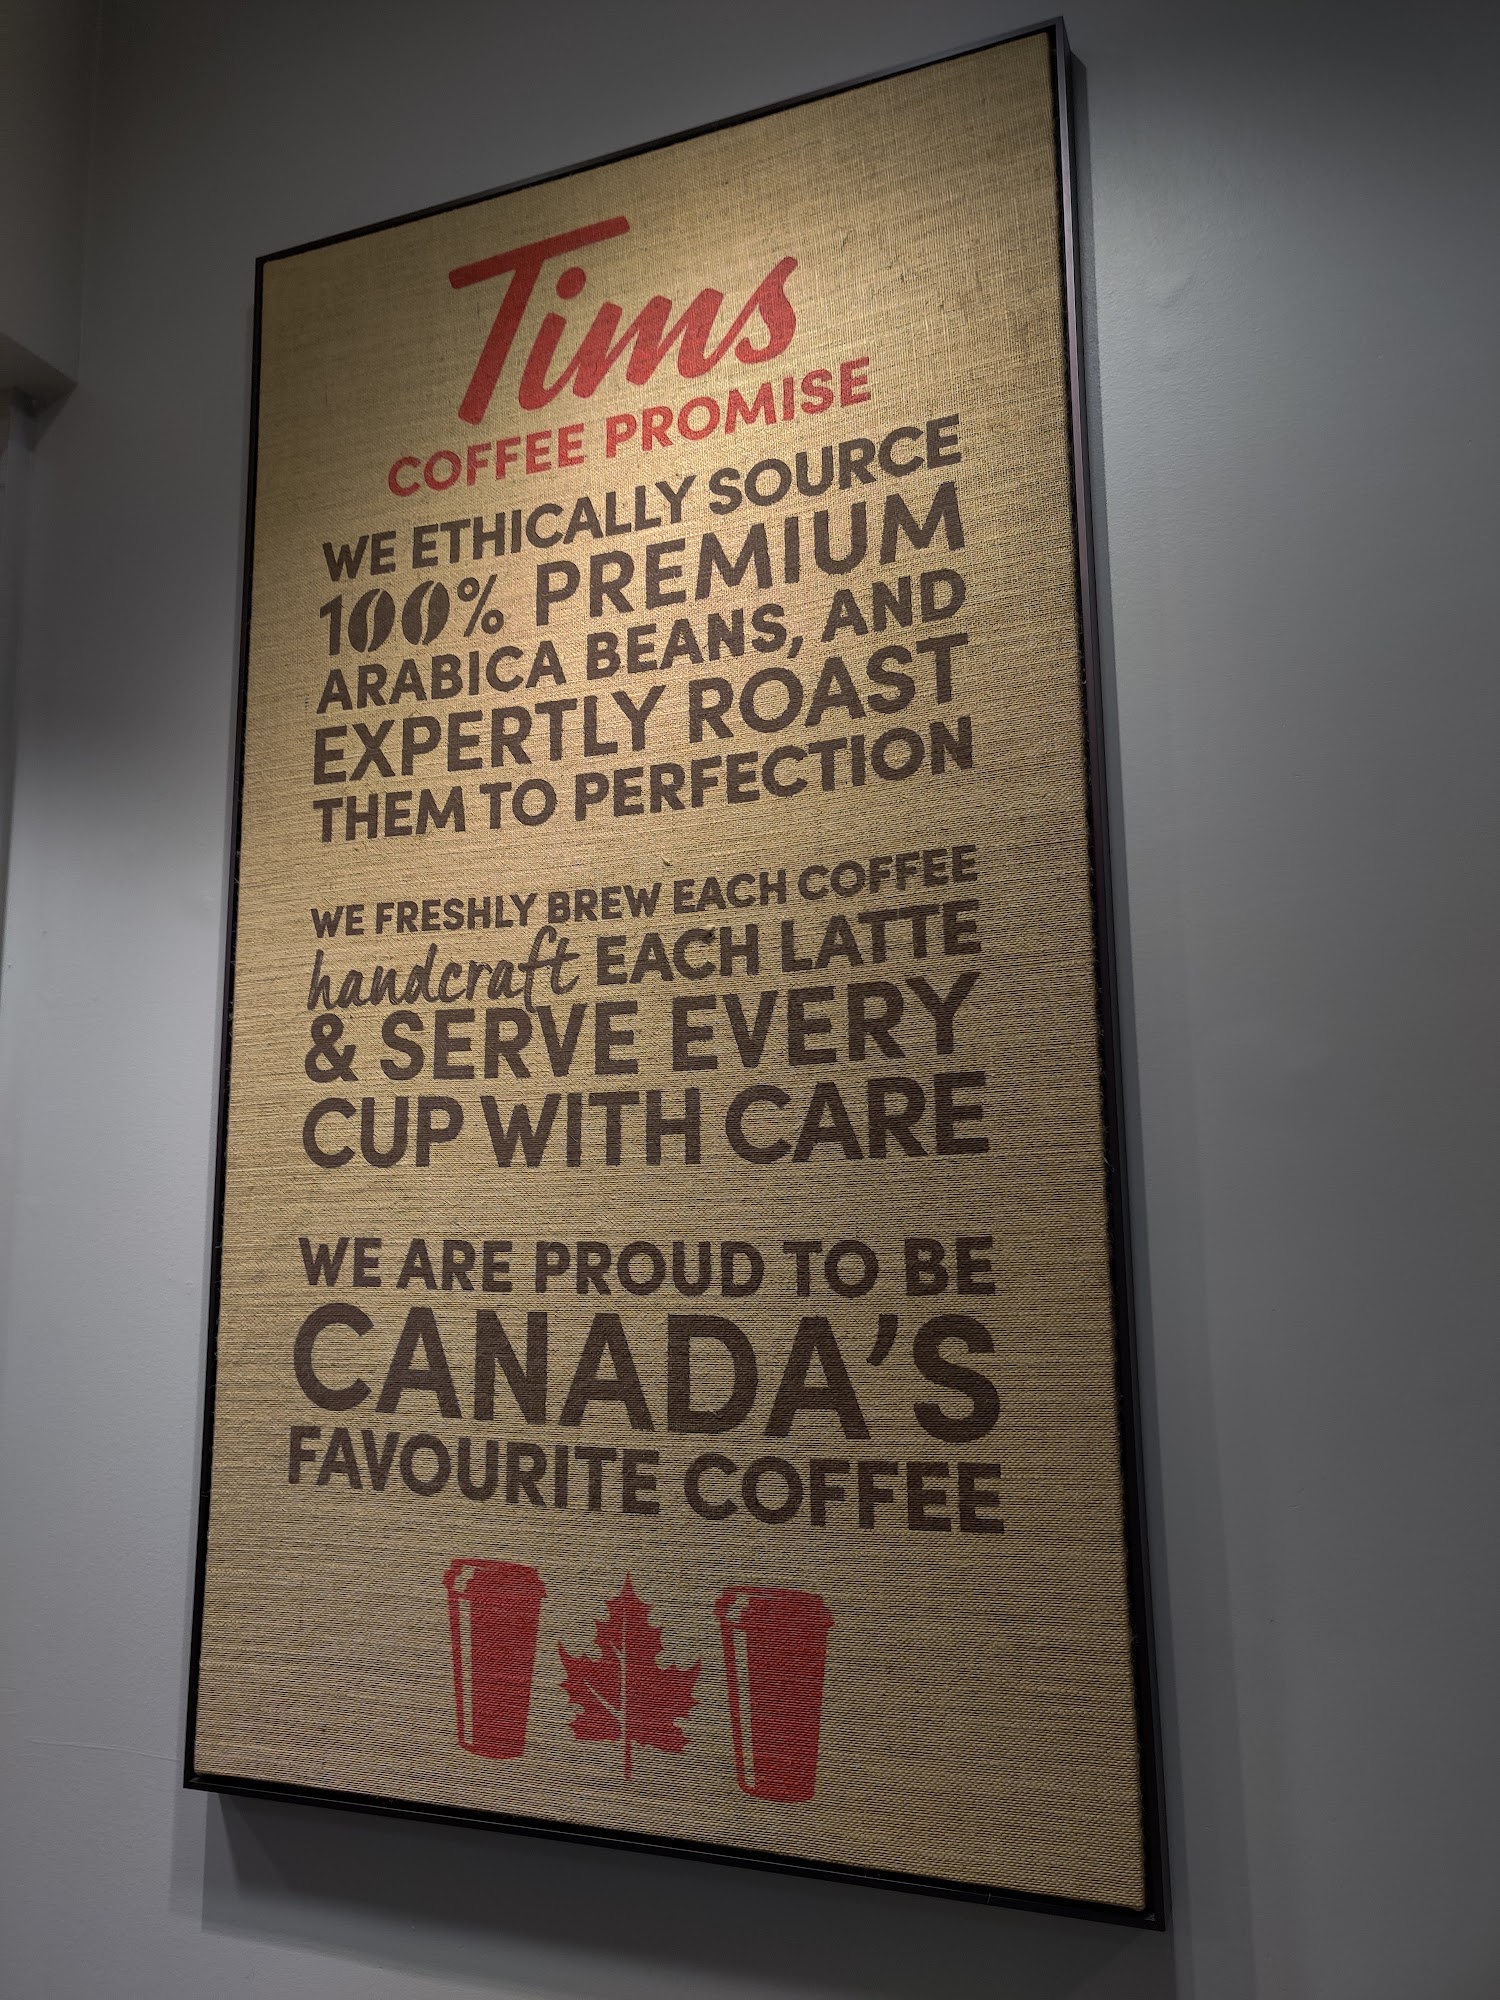 Tims
COFFEE PROMISE
WE ETHICALLY SOURCE
100% PREMIUM
ARABICA BEANS, AND
EXPERTLY ROAST
THEM TO PERFECTION
WE FRESHLY BREW EACH COFFEE
handcraft EACH LATTE
& SERVE EVERY
CUP WITH CARE
WE ARE PROUD TO BE
CANADA'S
FAVOURITE COFFEE